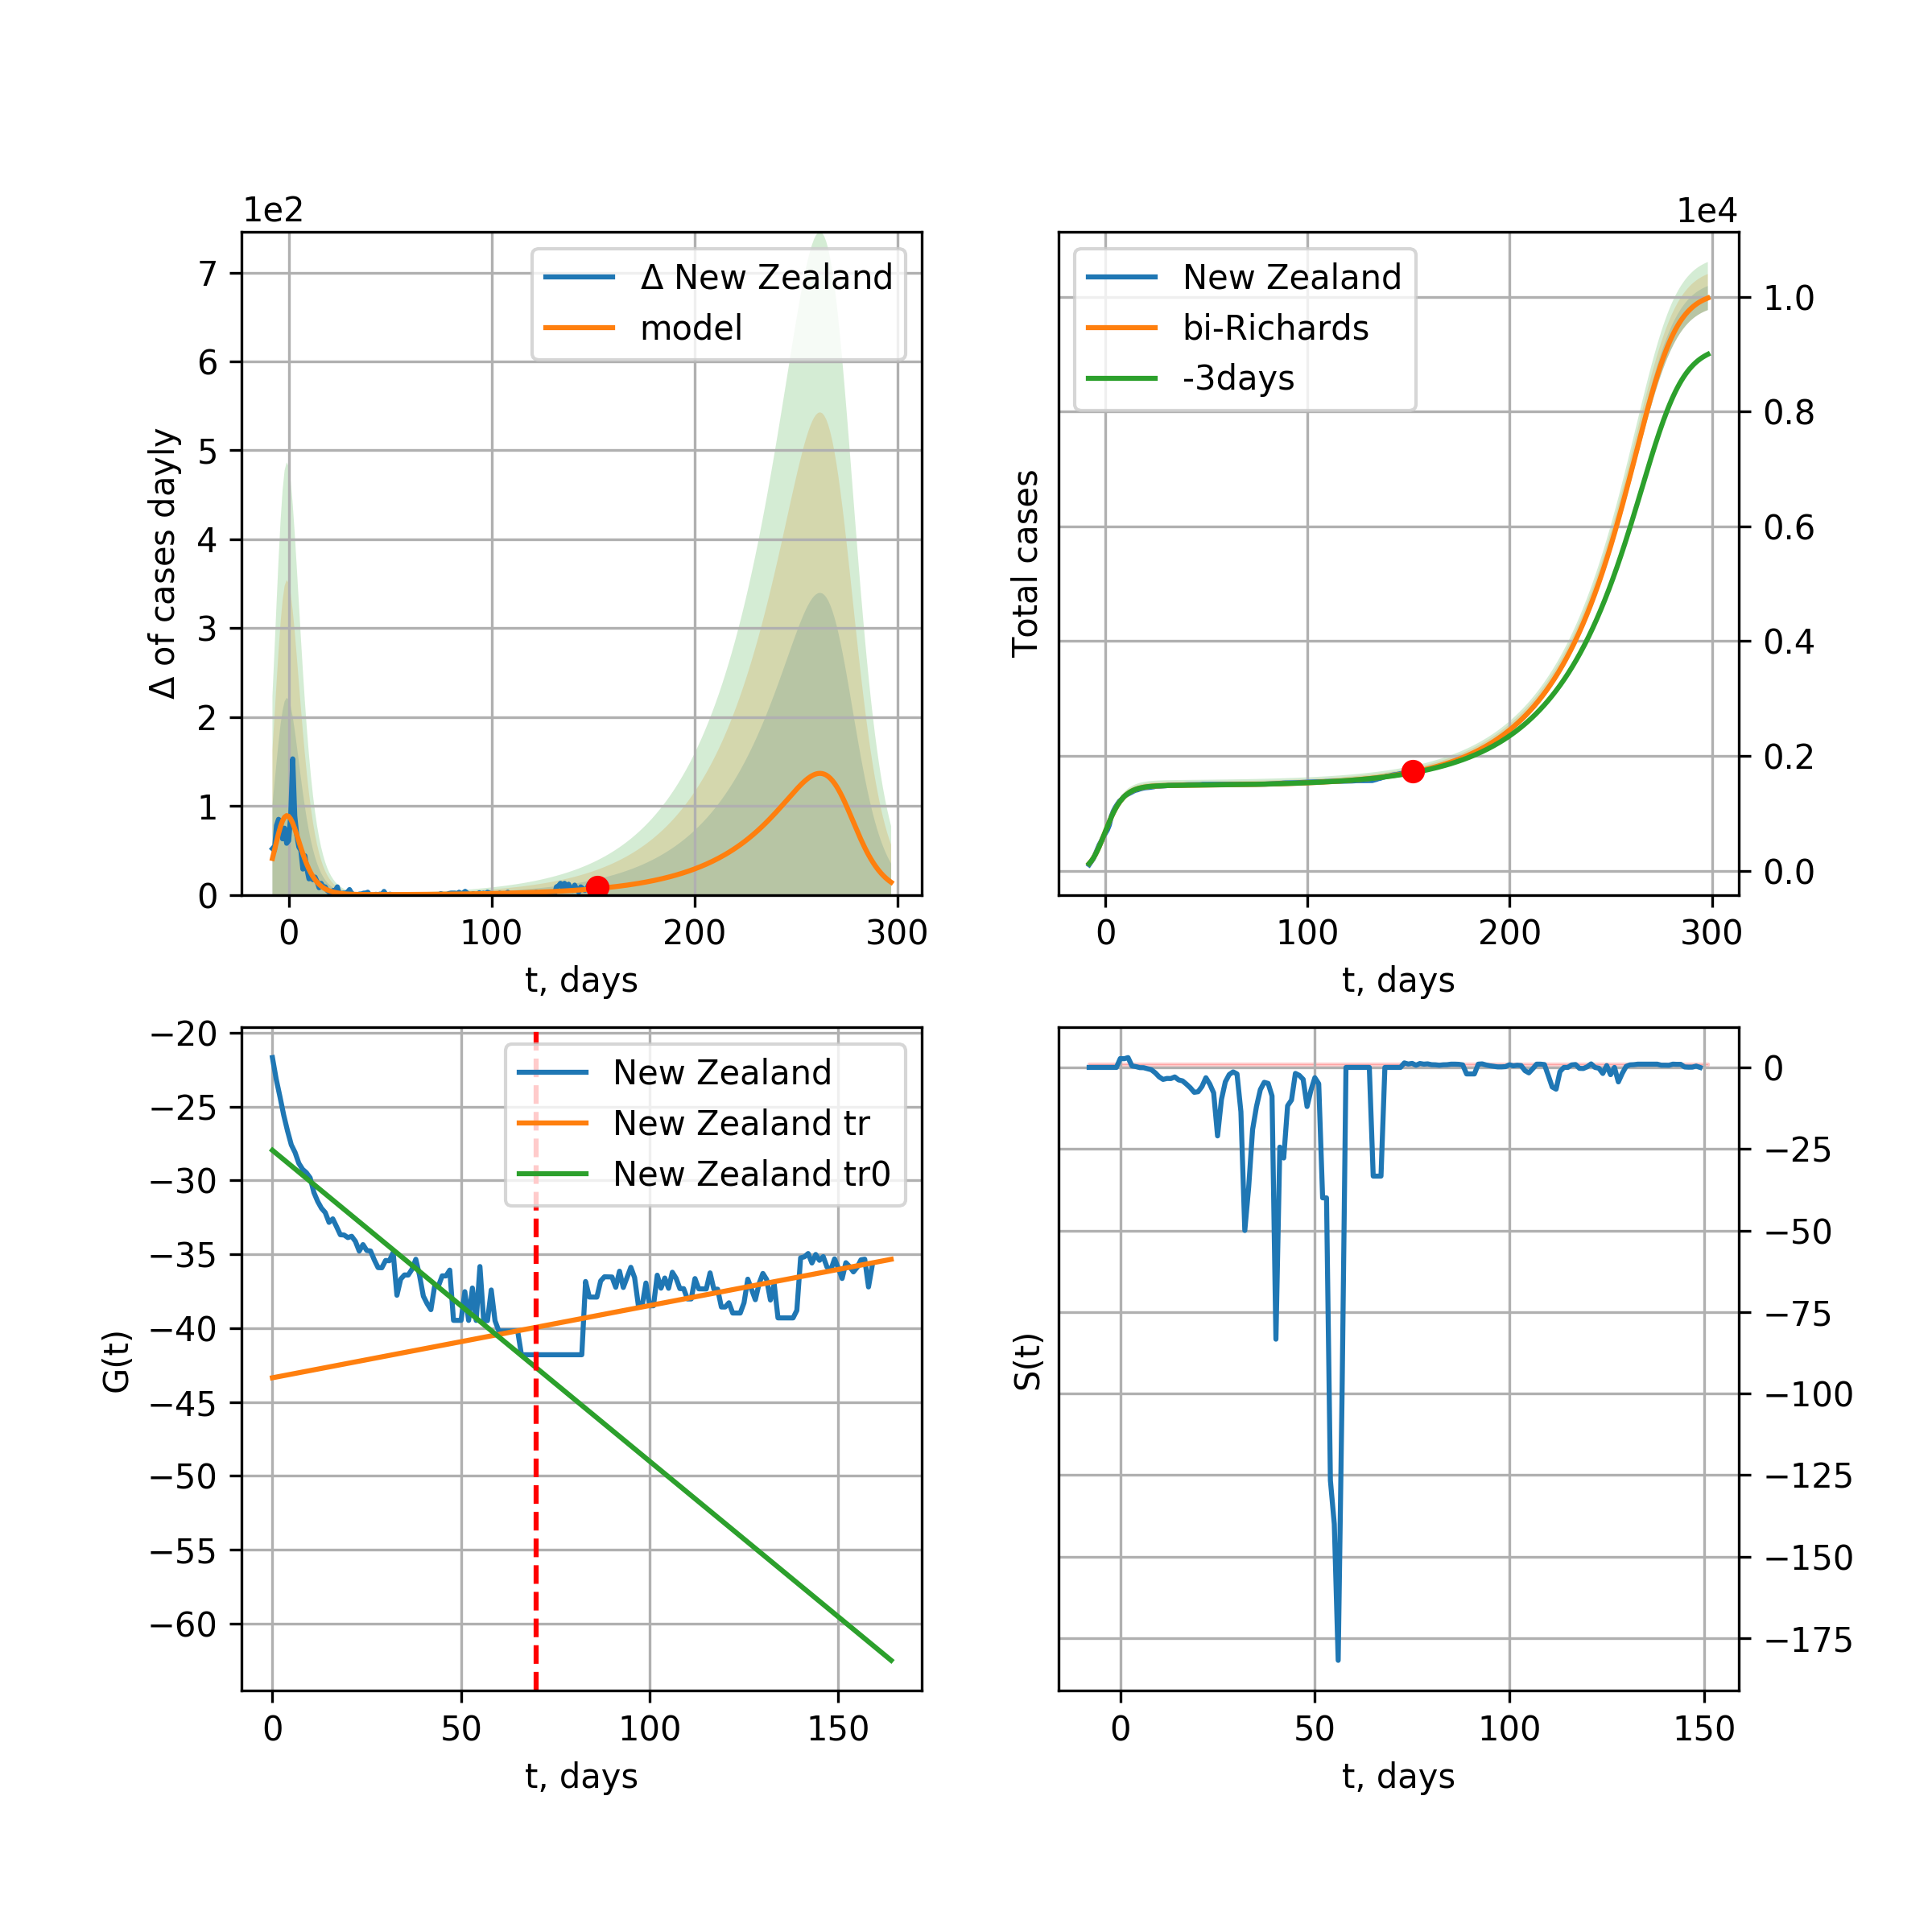 1e2
Δ New Zealand
model
7
6
5
4
3
2
1
0
Δ of cases dayly
0 100 200 300
t, days
1e4
New Zealand
bi-Richards
-3days
1.0
0.8
0.6
0.4
0.2
0.0
Total cases
0 100 200 300
t, days
−20
−25
−30
−35
−40
−45
−50
−55
−60
G(t)
New Zealand
New Zealand tr
New Zealand tr0
0 50 100 150
t, days
0
−25
−50
−75
−100
−125
−150
−175
S(t)
0 50 100 150
t, days